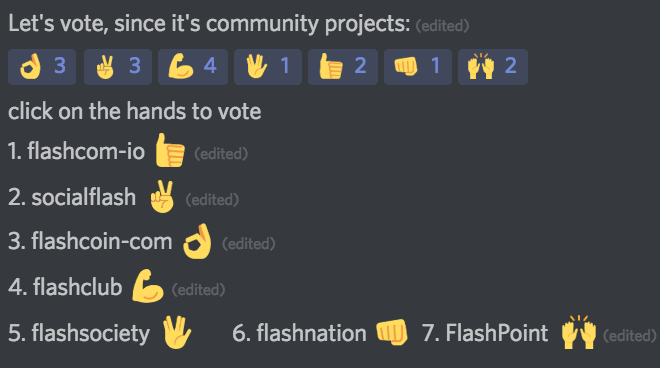 Let's vote, since it's community projects: (edited)
👌 3 ✌ 3 💪 4 🖖 1 👍 2 👊 1 🙌 2
click on the hands to vote
1. flashcom-io 👍 (edited)
2. socialflash ✌ (edited)
3. flashcoin-com 👌 (edited)
4. flashclub 💪 (edited)
5. flashsociety 🖖 6. flashnation 👊 7. FlashPoint 🙌 (edited)